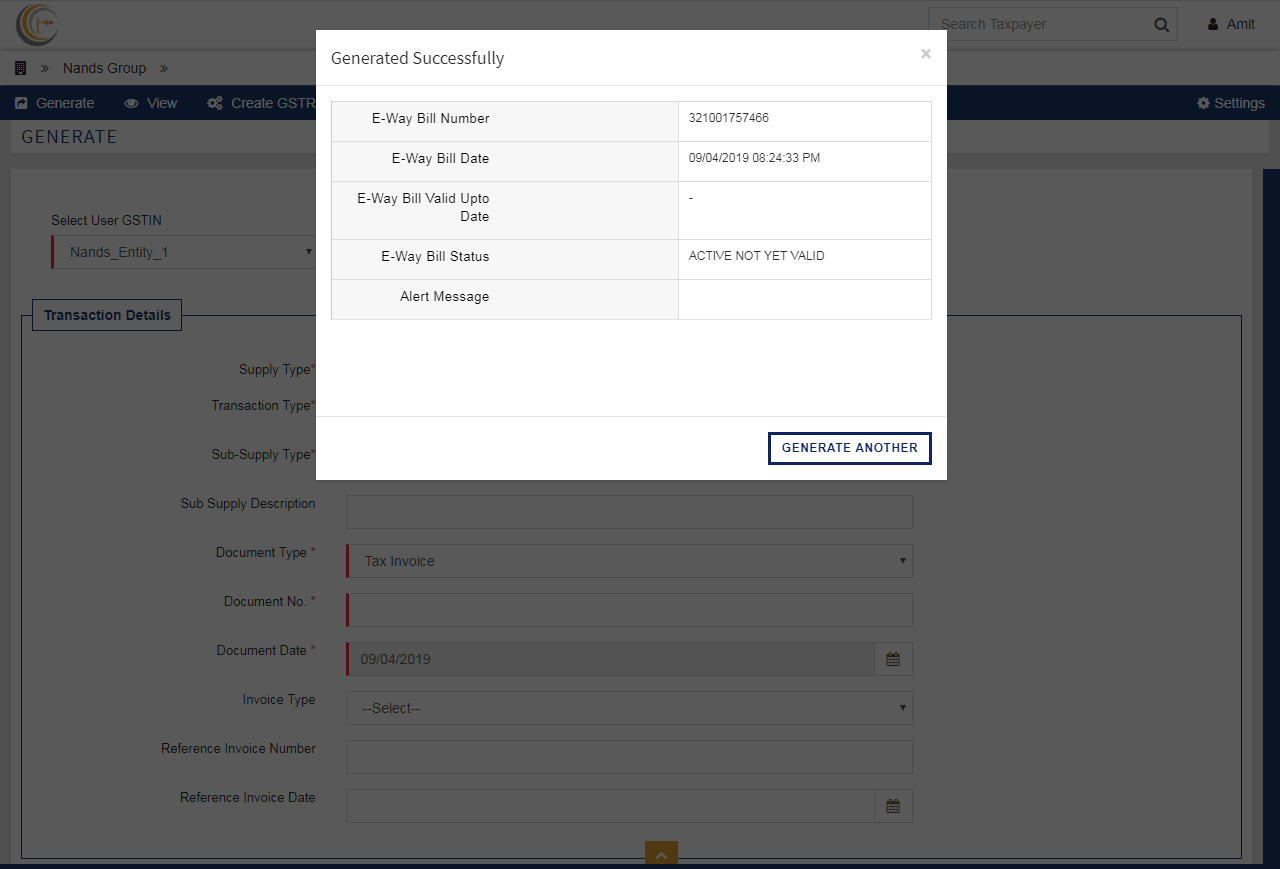 Search Taxpayer
Amit
» Nands Group »
Generate
View
Create GSTR
Settings
GENERATE
Generated Successfully
×
E-Way Bill Number 321001757466
E-Way Bill Date 09/04/2019 08:24:33 PM
E-Way Bill Valid Upto -
Date
E-Way Bill Status ACTIVE NOT YET VALID
Alert Message
GENERATE ANOTHER
Select User GSTIN
Nands_Entity_1
Transaction Details
Supply Type*
Transaction Type*
Sub-Supply Type*
Sub Supply Description
Document Type * Tax Invoice
Document No. *
Document Date * 09/04/2019
Invoice Type --Select--
Reference Invoice Number
Reference Invoice Date